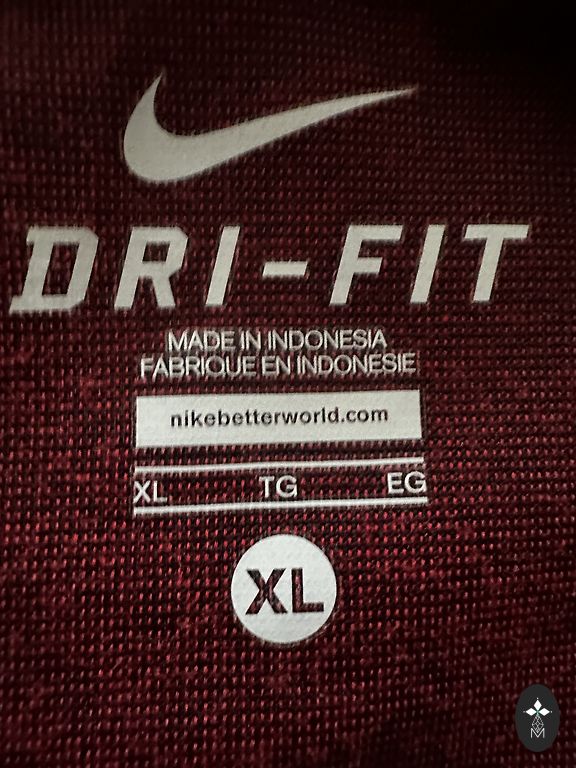 DRI-FIT
MADE IN INDONESIA
FABRIQUE EN INDONESIE
nikebetterworld.com
XL TG EG
XL
M